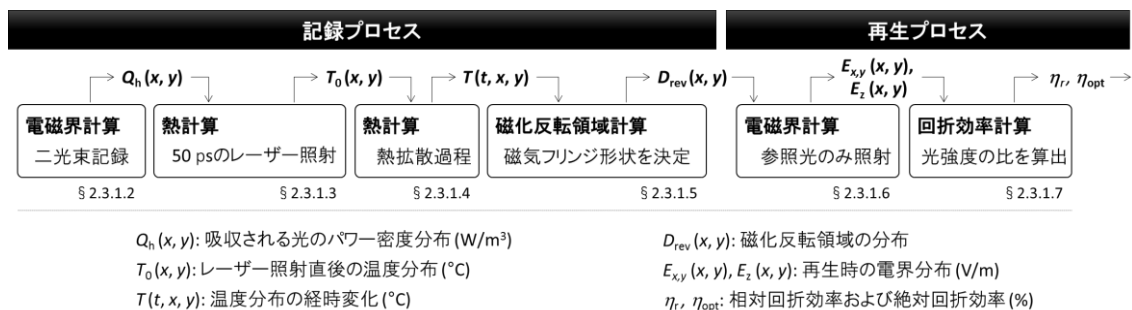 記録プロセス
再生プロセス
Qh (x, y)
T0 (x, y)
T(t, x, y)
Drev (x, y)
Ex,y (x, y),
Ez (x, y)
ηr, ηopt
電磁界計算
二光束記録
§2.3.1.2
熱計算
50 psのレーザー照射
§2.3.1.3
熱計算
熱拡散過程
§2.3.1.4
磁化反転領域計算
磁気フリンジ形状を決定
§2.3.1.5
電磁界計算
参照光のみ照射
§2.3.1.6
回折効率計算
光強度の比を算出
§2.3.1.7
Qh (x, y): 吸収される光のパワー密度分布 (W/m³)
T0 (x, y): レーザー照射直後の温度分布 (°C)
T(t, x, y): 温度分布の経時変化 (°C)
Drev (x, y): 磁化反転領域の分布
Ex,y (x, y), Ez (x, y): 再生時の電界分布 (V/m)
ηr, ηopt: 相対回折効率および絶対回折効率 (%)